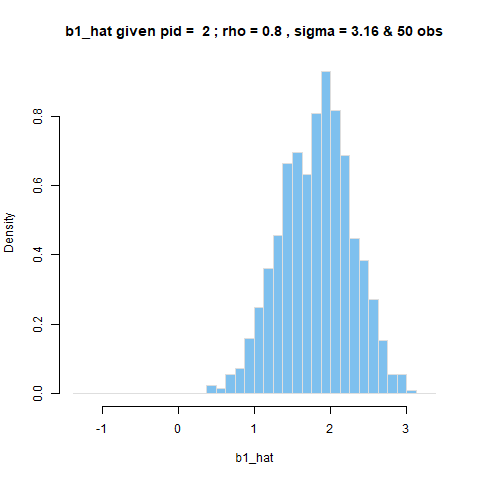 b1_hat given pid =  2 ; rho = 0.8 , sigma = 3.16 & 50 obs
Density
0.8
0.6
0.4
0.2
0.0
-1 0 1 2 3
b1_hat